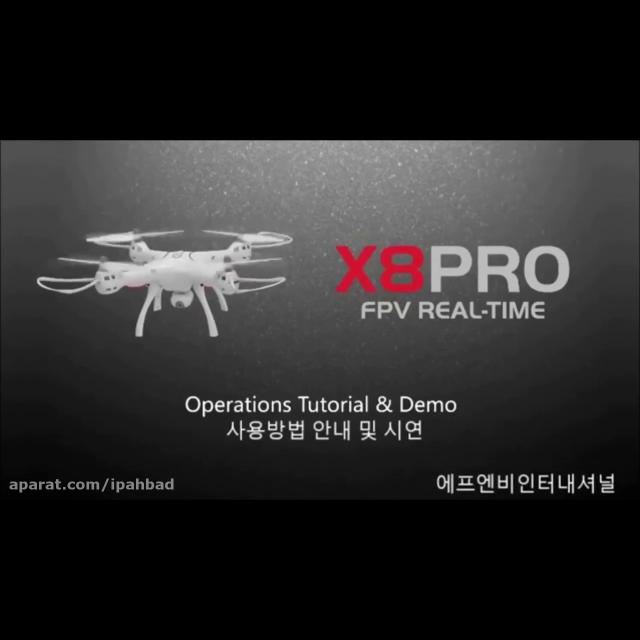 X8PRO
FPV REAL-TIME
Operations Tutorial & Demo
사용방법 안내 및 시연
aparat.com/ipahbad
에프엔비인터내셔널